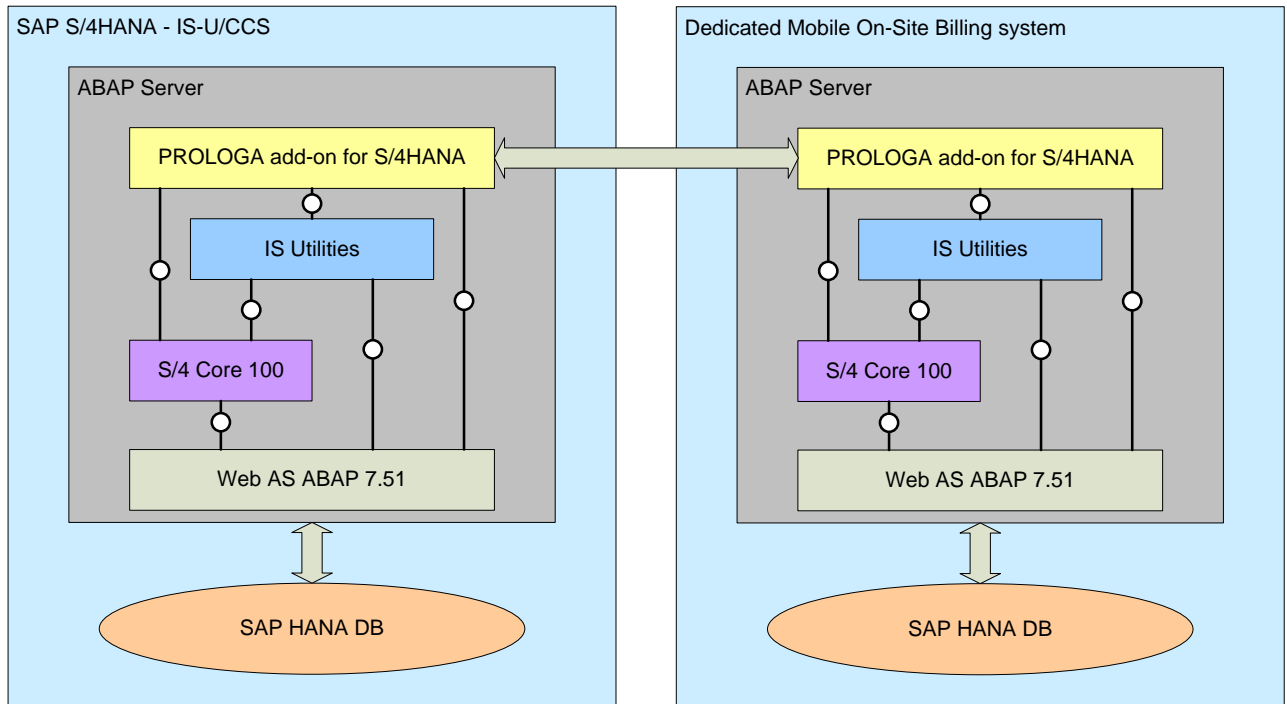 SAP S/4HANA - IS-U/CCS
ABAP Server
PROLOGA add-on for S/4HANA
IS Utilities
S/4 Core 100
Web AS ABAP 7.51
SAP HANA DB
Dedicated Mobile On-Site Billing system
ABAP Server
PROLOGA add-on for S/4HANA
IS Utilities
S/4 Core 100
Web AS ABAP 7.51
SAP HANA DB